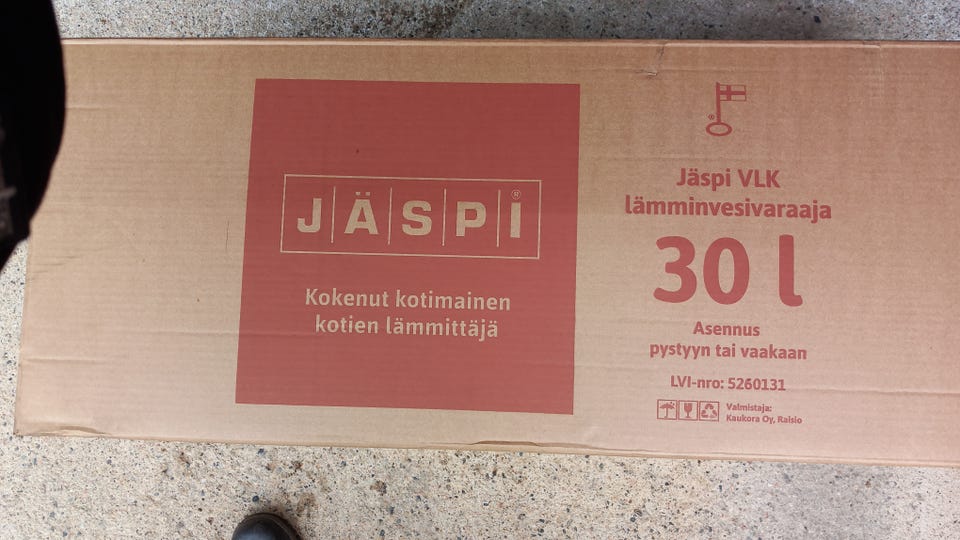 JÄSPI®
Kokenut kotimainen
kotien lämmittäjä
Jäspi VLK
lämminvesivaraaja
30 l
Asennus
pystyyn tai vaakaan
LVI-nro: 5260131
Valmistaja:
Kaukora Oy, Raisio